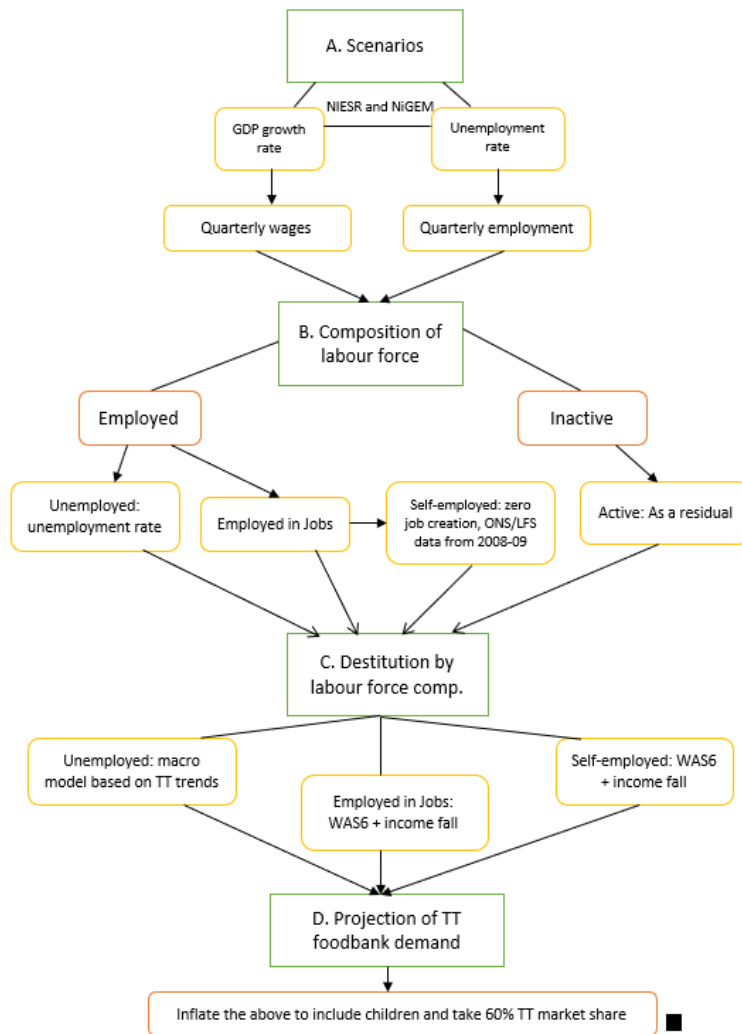 A. Scenarios
NIESR and NiGEM
GDP growth
rate
Unemployment
rate
Quarterly wages
Quarterly employment
B. Composition of
labour force
Employed
Inactive
Unemployed:
unemployment rate
Employed in Jobs
Self-employed: zero
job creation, ONS/LFS
data from 2008-09
Active: As a residual
C. Destitution by
labour force comp.
Unemployed: macro
model based on TT trends
Employed in Jobs:
WAS6 + income fall
Self-employed: WAS6
+ income fall
D. Projection of TT
foodbank demand
Inflate the above to include children and take 60% TT market share